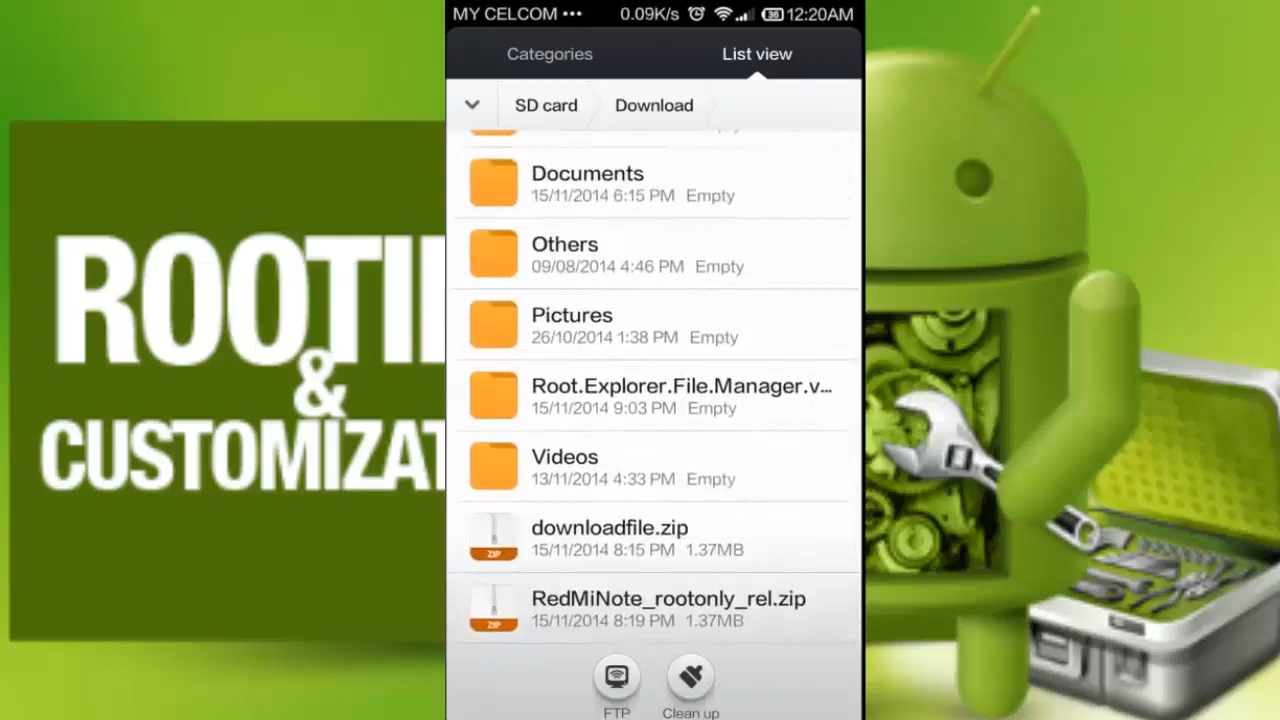 MY CELCOM ••• 0.09K/s 36 12:20AM
Categories List view
SD card Download
Documents
15/11/2014 6:15 PM Empty
Others
09/08/2014 4:46 PM Empty
Pictures
26/10/2014 1:38 PM Empty
Root.Explorer.File.Manager.v...
15/11/2014 9:03 PM Empty
Videos
13/11/2014 4:33 PM Empty
downloadfile.zip
ZIP
15/11/2014 8:15 PM 1.37MB
RedMiNote_rootonly_rel.zip
ZIP
15/11/2014 8:19 PM 1.37MB
FTP Clean up
ROOTI
&
CUSTOMIZAT